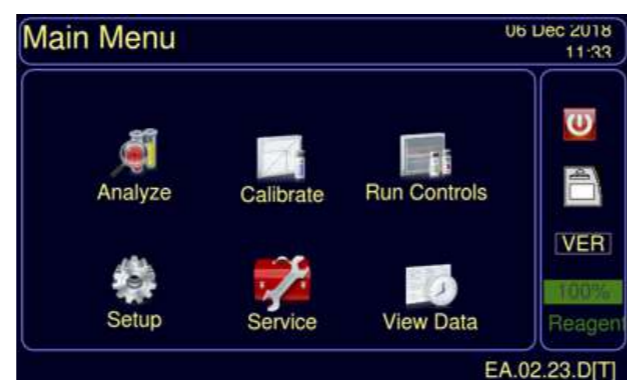 Main Menu
06 Dec 2018
11:33
Analyze
Calibrate
Run Controls
VER
Setup
Service
View Data
100%
Reagen
EA.02.23.D[T]